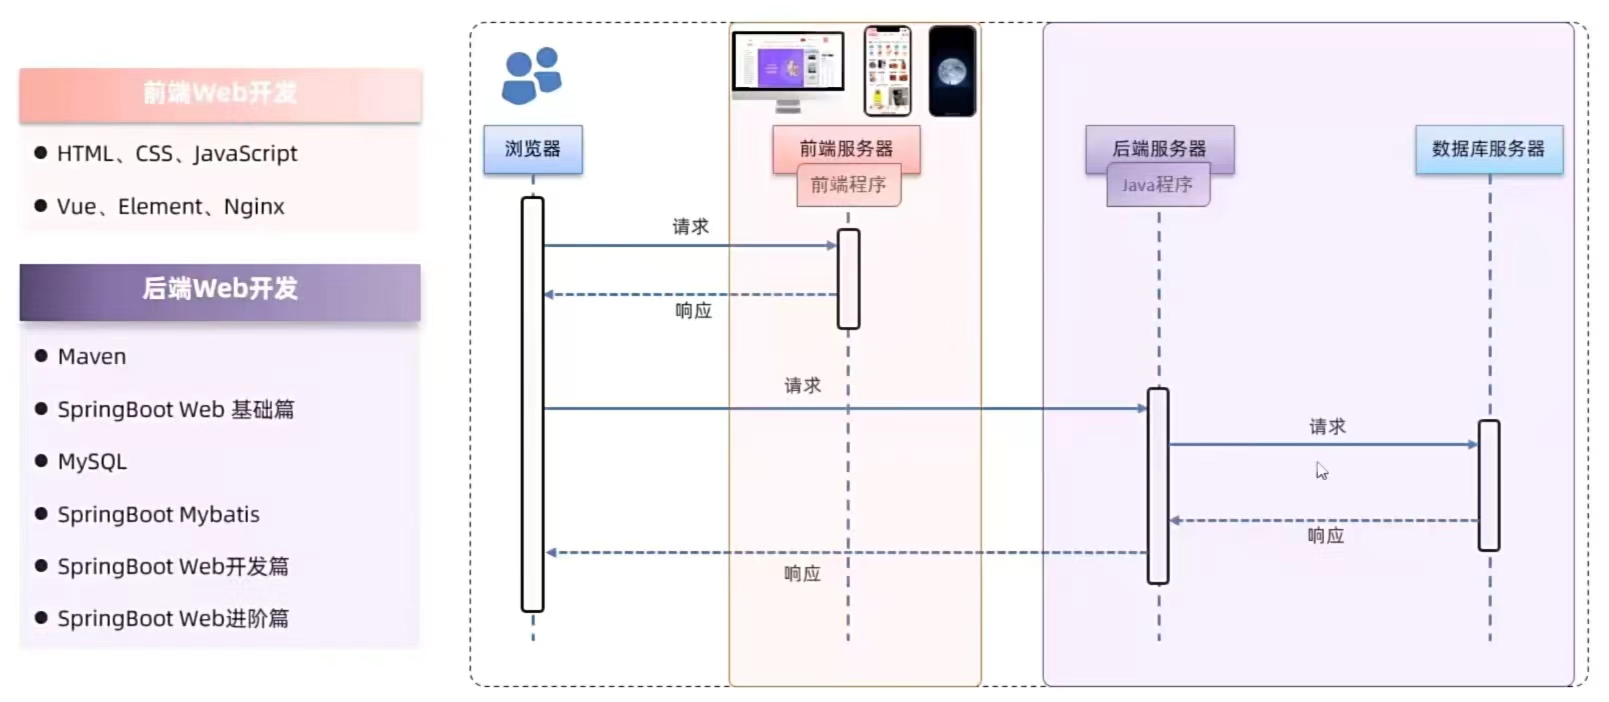 前端Web开发
HTML、CSS、JavaScript
Vue、Element、Nginx
后端Web开发
Maven
SpringBoot Web 基础篇
MySQL
SpringBoot Mybatis
SpringBoot Web开发篇
SpringBoot Web进阶篇
浏览器
前端服务器
前端程序
后端服务器
Java程序
数据库服务器
请求
响应
请求
请求
响应
响应